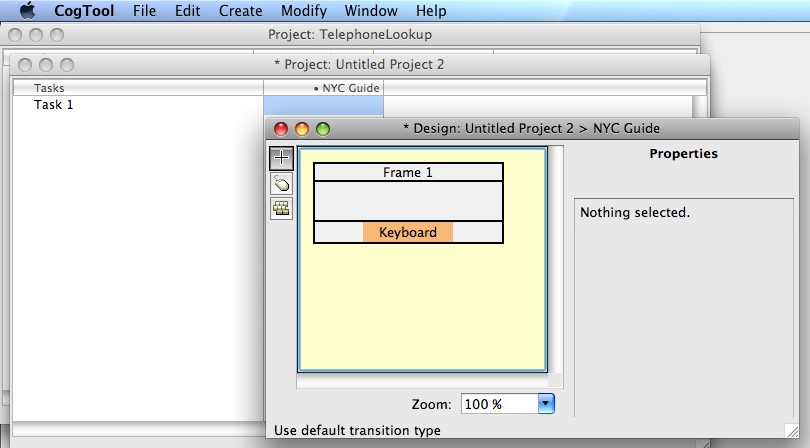 CogTool File Edit Create Modify Window Help
Project: TelephoneLookup
* Project: Untitled Project 2
Tasks • NYC Guide
Task 1
* Design: Untitled Project 2 > NYC Guide
Properties
Frame 1
Nothing selected.
Keyboard
Zoom: 100 %
Use default transition type